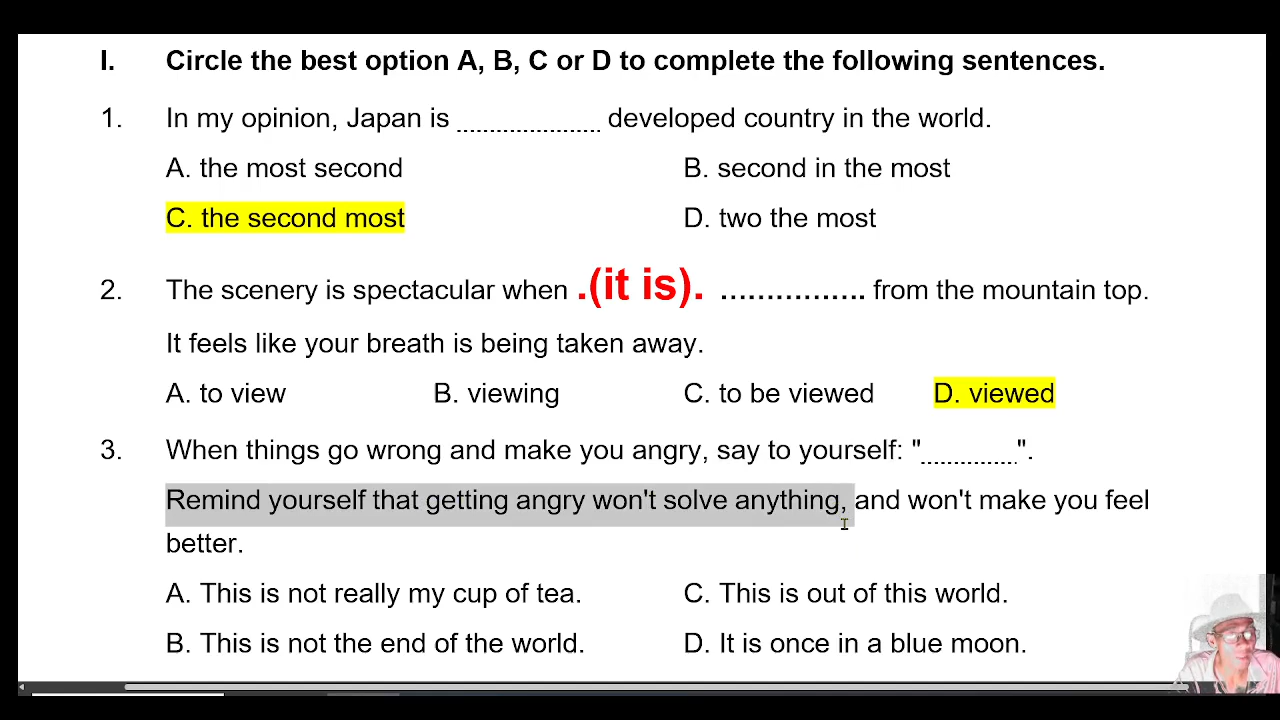 I. Circle the best option A, B, C or D to complete the following sentences.
1. In my opinion, Japan is ..................... developed country in the world.
A. the most second B. second in the most
C. the second most D. two the most
2. The scenery is spectacular when .(it is). ................ from the mountain top.
It feels like your breath is being taken away.
A. to view B. viewing C. to be viewed D. viewed
3. When things go wrong and make you angry, say to yourself: "..............".
Remind yourself that getting angry won't solve anything, and won't make you feel
better.
A. This is not really my cup of tea. C. This is out of this world.
B. This is not the end of the world. D. It is once in a blue moon.